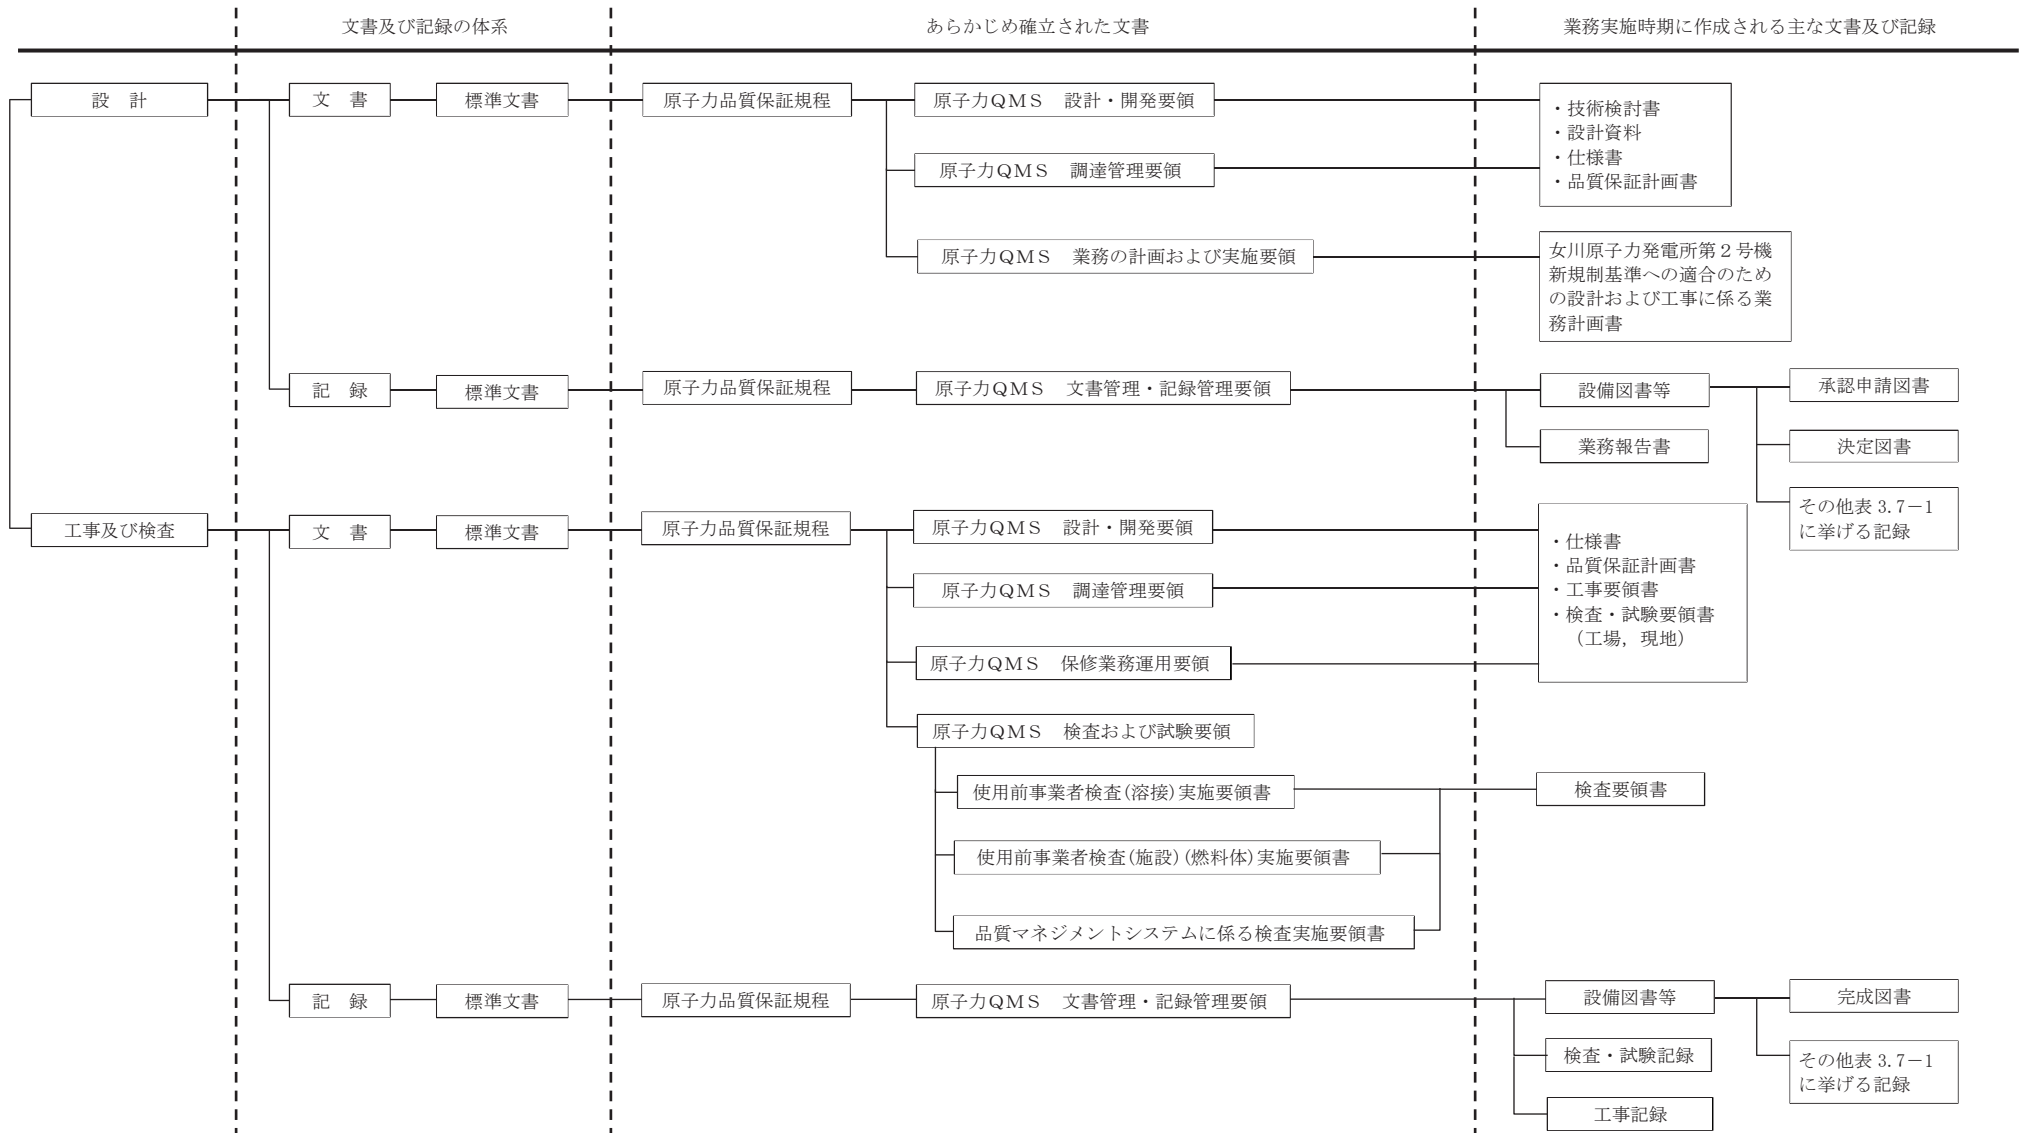 文書及び記録の体系
あらかじめ確立された文書
業務実施時期に作成される主な文書及び記録
設　計
文　書
標準文書
原子力品質保証規程
原子力QMS　設計・開発要領
・技術検討書
・設計資料
・仕様書
・品質保証計画書
原子力QMS　調達管理要領
原子力QMS　業務の計画および実施要領
女川原子力発電所第２号機
新規制基準への適合のため
の設計および工事に係る業
務計画書
記　録
標準文書
原子力品質保証規程
原子力QMS　文書管理・記録管理要領
設備図書等
承認申請図書
業務報告書
決定図書
その他表 3.7－1
に挙げる記録
工事及び検査
文　書
標準文書
原子力品質保証規程
原子力QMS　設計・開発要領
・仕様書
・品質保証計画書
・工事要領書
・検査・試験要領書
（工場，現地）
原子力QMS　調達管理要領
原子力QMS　保修業務運用要領
原子力QMS　検査および試験要領
使用前事業者検査(溶接)実施要領書
検査要領書
使用前事業者検査(施設)(燃料体)実施要領書
品質マネジメントシステムに係る検査実施要領書
記　録
標準文書
原子力品質保証規程
原子力QMS　文書管理・記録管理要領
設備図書等
完成図書
検査・試験記録
その他表 3.7－1
に挙げる記録
工事記録